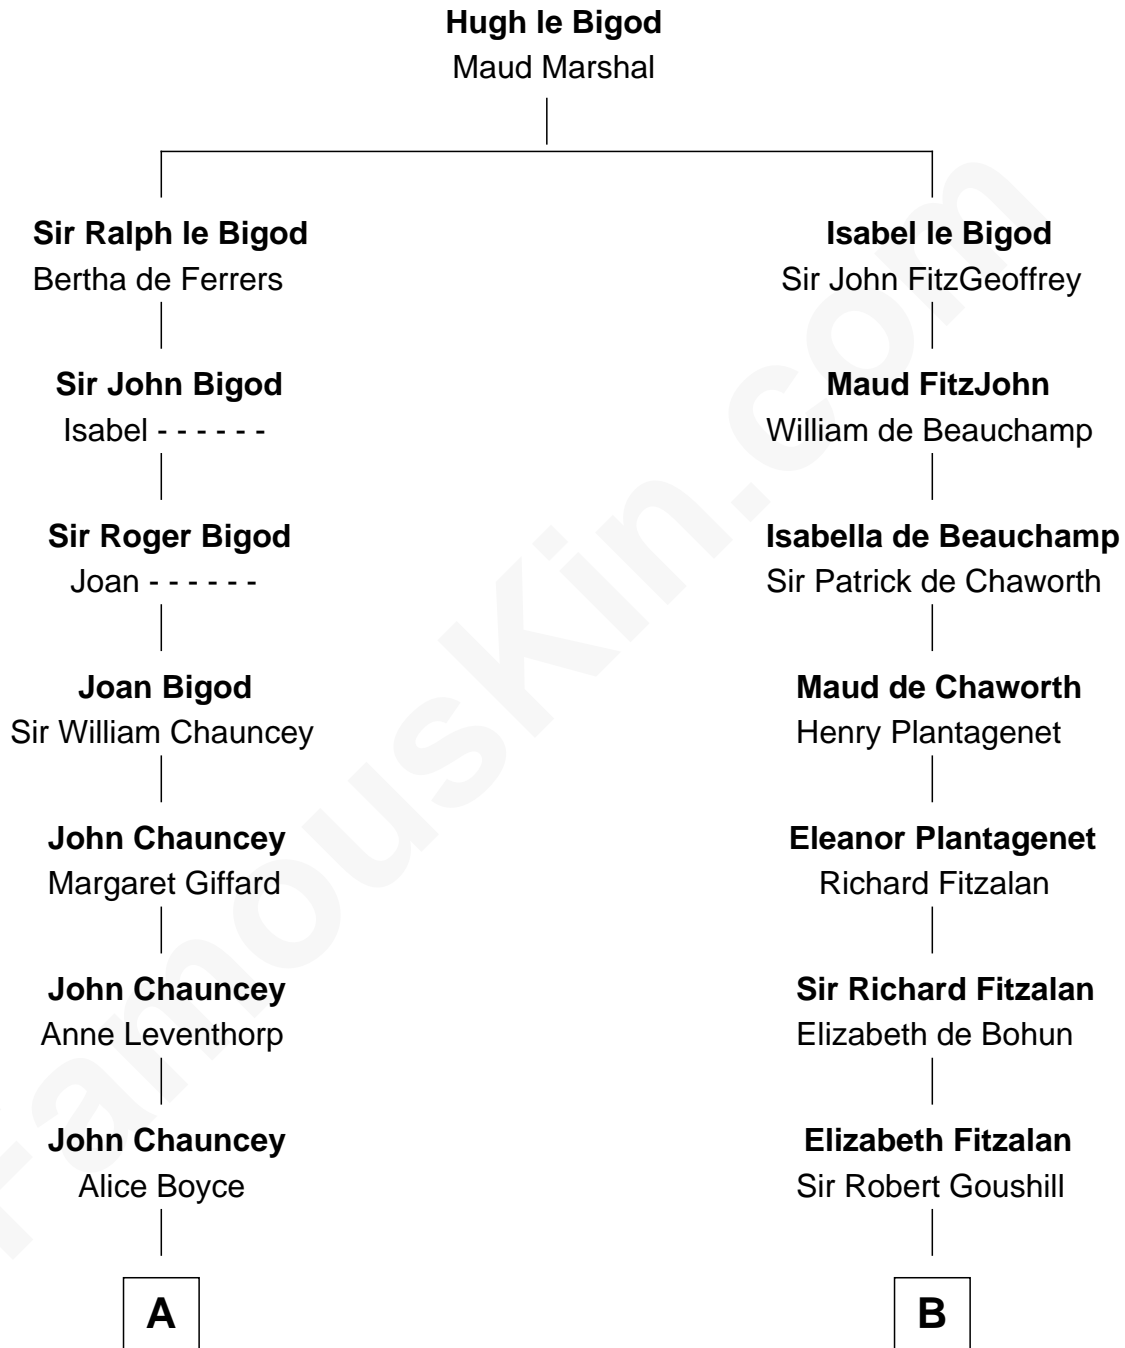 Hugh le Bigod
Maud Marshal
Sir Ralph le Bigod
Bertha de Ferrers
Isabel le Bigod
Sir John FitzGeoffrey
Sir John Bigod
Isabel - - - - - -
Maud FitzJohn
William de Beauchamp
Sir Roger Bigod
Joan - - - - - -
Isabella de Beauchamp
Sir Patrick de Chaworth
Joan Bigod
Sir William Chauncey
Maud de Chaworth
Henry Plantagenet
John Chauncey
Margaret Giffard
Eleanor Plantagenet
Richard Fitzalan
John Chauncey
Anne Leventhorp
Sir Richard Fitzalan
Elizabeth de Bohun
John Chauncey
Alice Boyce
Elizabeth Fitzalan
Sir Robert Goushill
A
B
FamousKin.com